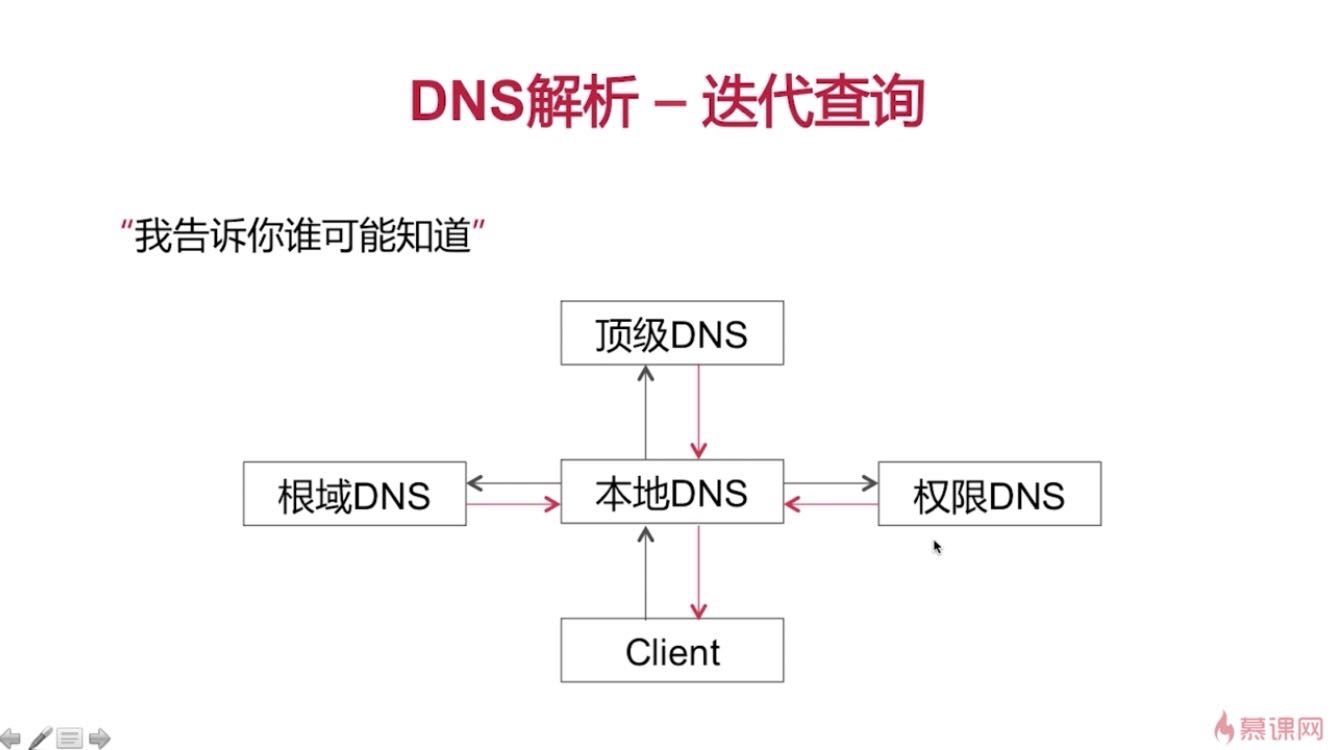 DNS解析 – 迭代查询
“我告诉你谁可能知道”
顶级DNS
根域DNS
本地DNS
权限DNS
Client
慕课网